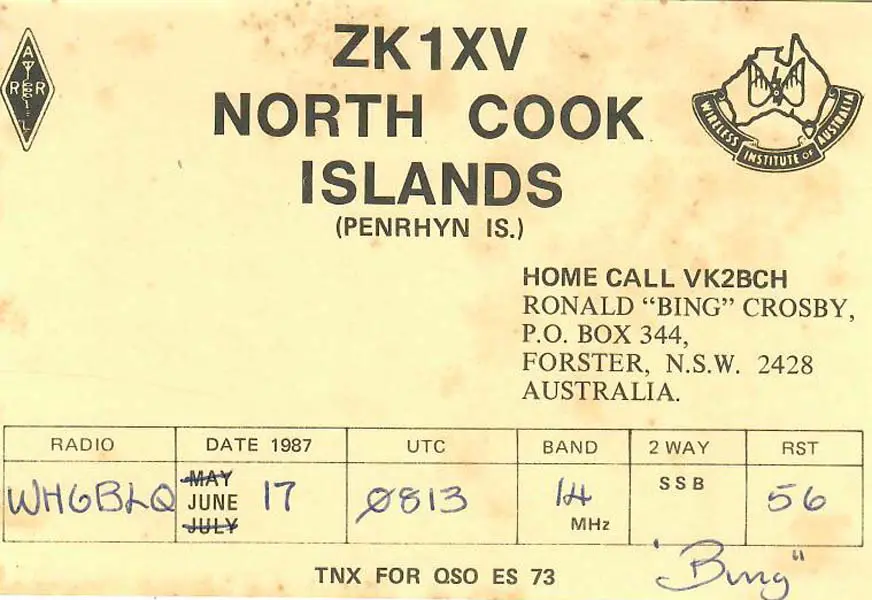 ZK1XV
NORTH COOK
ISLANDS
(PENRHYN IS.)
A
R R
L
WIRELESS INSTITUTE OF AUSTRALIA
HOME CALL VK2BCH
RONALD "BING" CROSBY,
P.O. BOX 344,
FORSTER, N.S.W. 2428
AUSTRALIA.
RADIO DATE 1987 UTC BAND 2 WAY RST
WH6BLQ MAY JUNE JULY 17 0813 14 MHz SSB 56
TNX FOR QSO ES 73
"Bing"